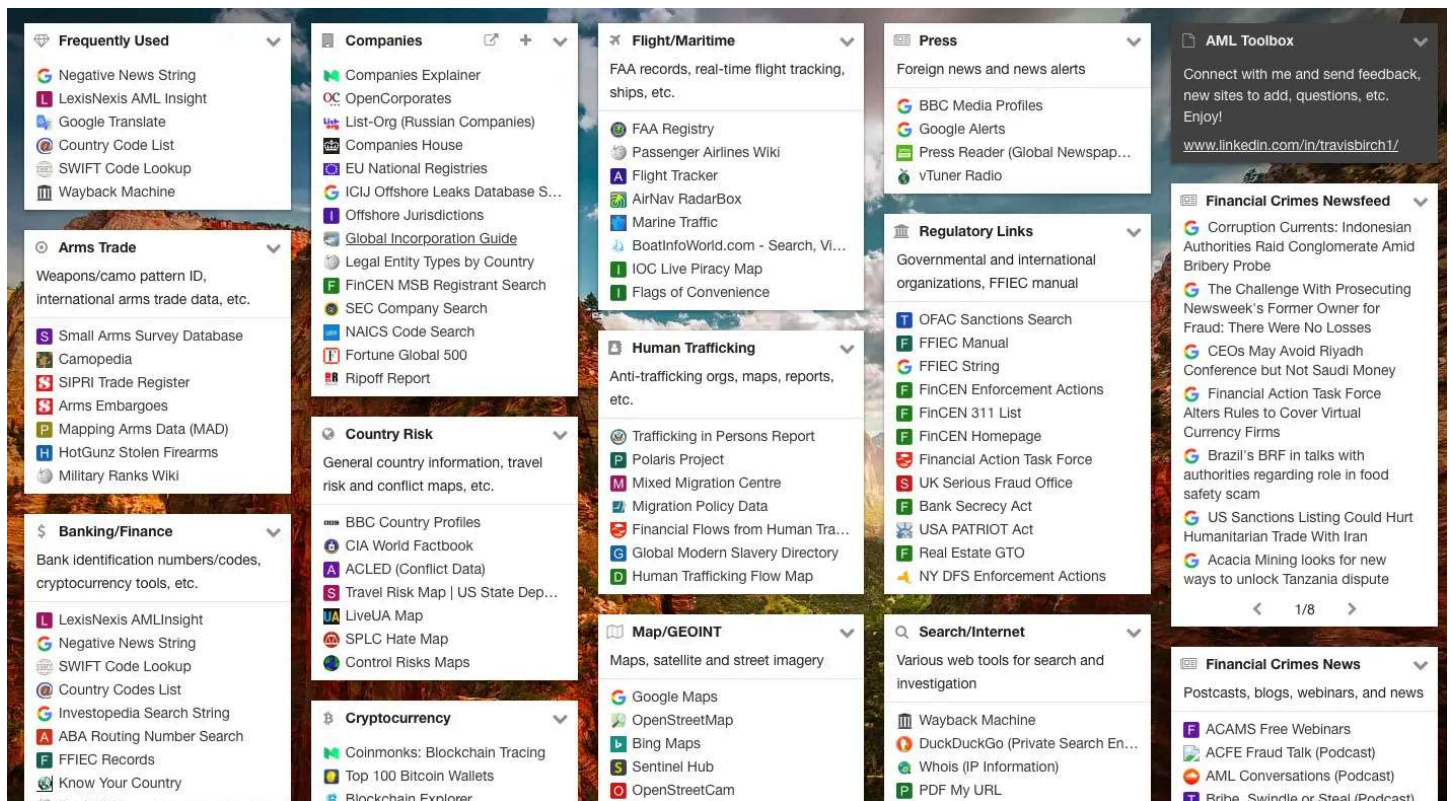 Frequently Used
Negative News String
LexisNexis AML Insight
Google Translate
Country Code List
SWIFT Code Lookup
Wayback Machine
Arms Trade
Weapons/camo pattern ID,
international arms trade data, etc.
Small Arms Survey Database
Camopedia
SIPRI Trade Register
Arms Embargoes
Mapping Arms Data (MAD)
HotGunz Stolen Firearms
Military Ranks Wiki
Banking/Finance
Bank identification numbers/codes,
cryptocurrency tools, etc.
LexisNexis AMLInsight
Negative News String
SWIFT Code Lookup
Country Codes List
Investopedia Search String
ABA Routing Number Search
FFIEC Records
Know Your Country
Companies
Companies Explainer
OpenCorporates
List-Org (Russian Companies)
Companies House
EU National Registries
ICIJ Offshore Leaks Database S...
Offshore Jurisdictions
Global Incorporation Guide
Legal Entity Types by Country
FinCEN MSB Registrant Search
SEC Company Search
NAICS Code Search
Fortune Global 500
Ripoff Report
Country Risk
General country information, travel
risk and conflict maps, etc.
BBC Country Profiles
CIA World Factbook
ACLED (Conflict Data)
Travel Risk Map | US State Dep...
LiveUA Map
SPLC Hate Map
Control Risks Maps
Cryptocurrency
Coinmonks: Blockchain Tracing
Top 100 Bitcoin Wallets
Blockchain Explorer
Flight/Maritime
FAA records, real-time flight tracking,
ships, etc.
FAA Registry
Passenger Airlines Wiki
Flight Tracker
AirNav RadarBox
Marine Traffic
BoatInfoWorld.com - Search, Vi...
IOC Live Piracy Map
Flags of Convenience
Human Trafficking
Anti-trafficking orgs, maps, reports,
etc.
Trafficking in Persons Report
Polaris Project
Mixed Migration Centre
Migration Policy Data
Financial Flows from Human Tra...
Global Modern Slavery Directory
Human Trafficking Flow Map
Map/GEOINT
Maps, satellite and street imagery
Google Maps
OpenStreetMap
Bing Maps
Sentinel Hub
OpenStreetCam
Press
Foreign news and news alerts
BBC Media Profiles
Google Alerts
Press Reader (Global Newspap...
vTuner Radio
Regulatory Links
Governmental and international
organizations, FFIEC manual
OFAC Sanctions Search
FFIEC Manual
FFIEC String
FinCEN Enforcement Actions
FinCEN 311 List
FinCEN Homepage
Financial Action Task Force
UK Serious Fraud Office
Bank Secrecy Act
USA PATRIOT Act
Real Estate GTO
NY DFS Enforcement Actions
Search/Internet
Various web tools for search and
investigation
Wayback Machine
DuckDuckGo (Private Search En...
Whois (IP Information)
PDF My URL
AML Toolbox
Connect with me and send feedback,
new sites to add, questions, etc.
Enjoy!
www.linkedin.com/in/travisbirch1/
Financial Crimes Newsfeed
Corruption Currents: Indonesian
Authorities Raid Conglomerate Amid
Bribery Probe
The Challenge With Prosecuting
Newsweek's Former Owner for
Fraud: There Were No Losses
CEOs May Avoid Riyadh
Conference but Not Saudi Money
Financial Action Task Force
Alters Rules to Cover Virtual
Currency Firms
Brazil's BRF in talks with
authorities regarding role in food
safety scam
US Sanctions Listing Could Hurt
Humanitarian Trade With Iran
Acacia Mining looks for new
ways to unlock Tanzania dispute
1/8
Financial Crimes News
Postcasts, blogs, webinars, and news
ACAMS Free Webinars
ACFE Fraud Talk (Podcast)
AML Conversations (Podcast)
Bribe, Swindle or Steal (Podcast)